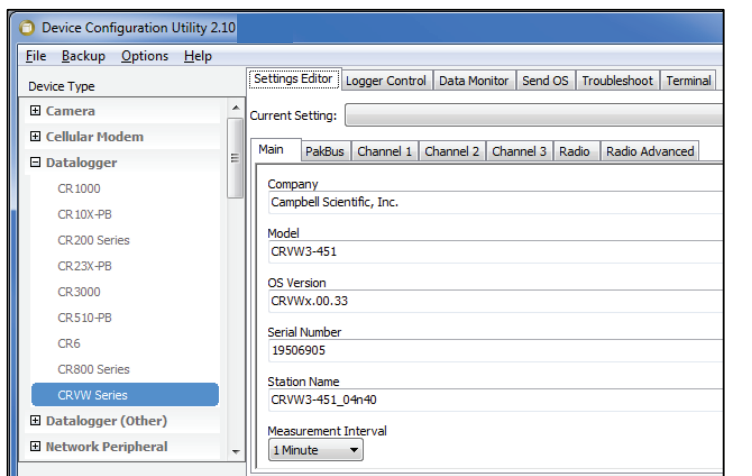 Device Configuration Utility 2.10
File Backup Options Help
Device Type
Camera
Cellular Modem
Datalogger
CR1000
CR10X-PB
CR200 Series
CR23X-PB
CR3000
CR510-PB
CR6
CR800 Series
CRVW Series
Datalogger (Other)
Network Peripheral
Settings Editor Logger Control Data Monitor Send OS Troubleshoot Terminal
Current Setting:
Main PakBus Channel 1 Channel 2 Channel 3 Radio Radio Advanced
Company
Campbell Scientific, Inc.
Model
CRVW3-451
OS Version
CRVWx.00.33
Serial Number
19506905
Station Name
CRVW3-451_04n40
Measurement Interval
1 Minute